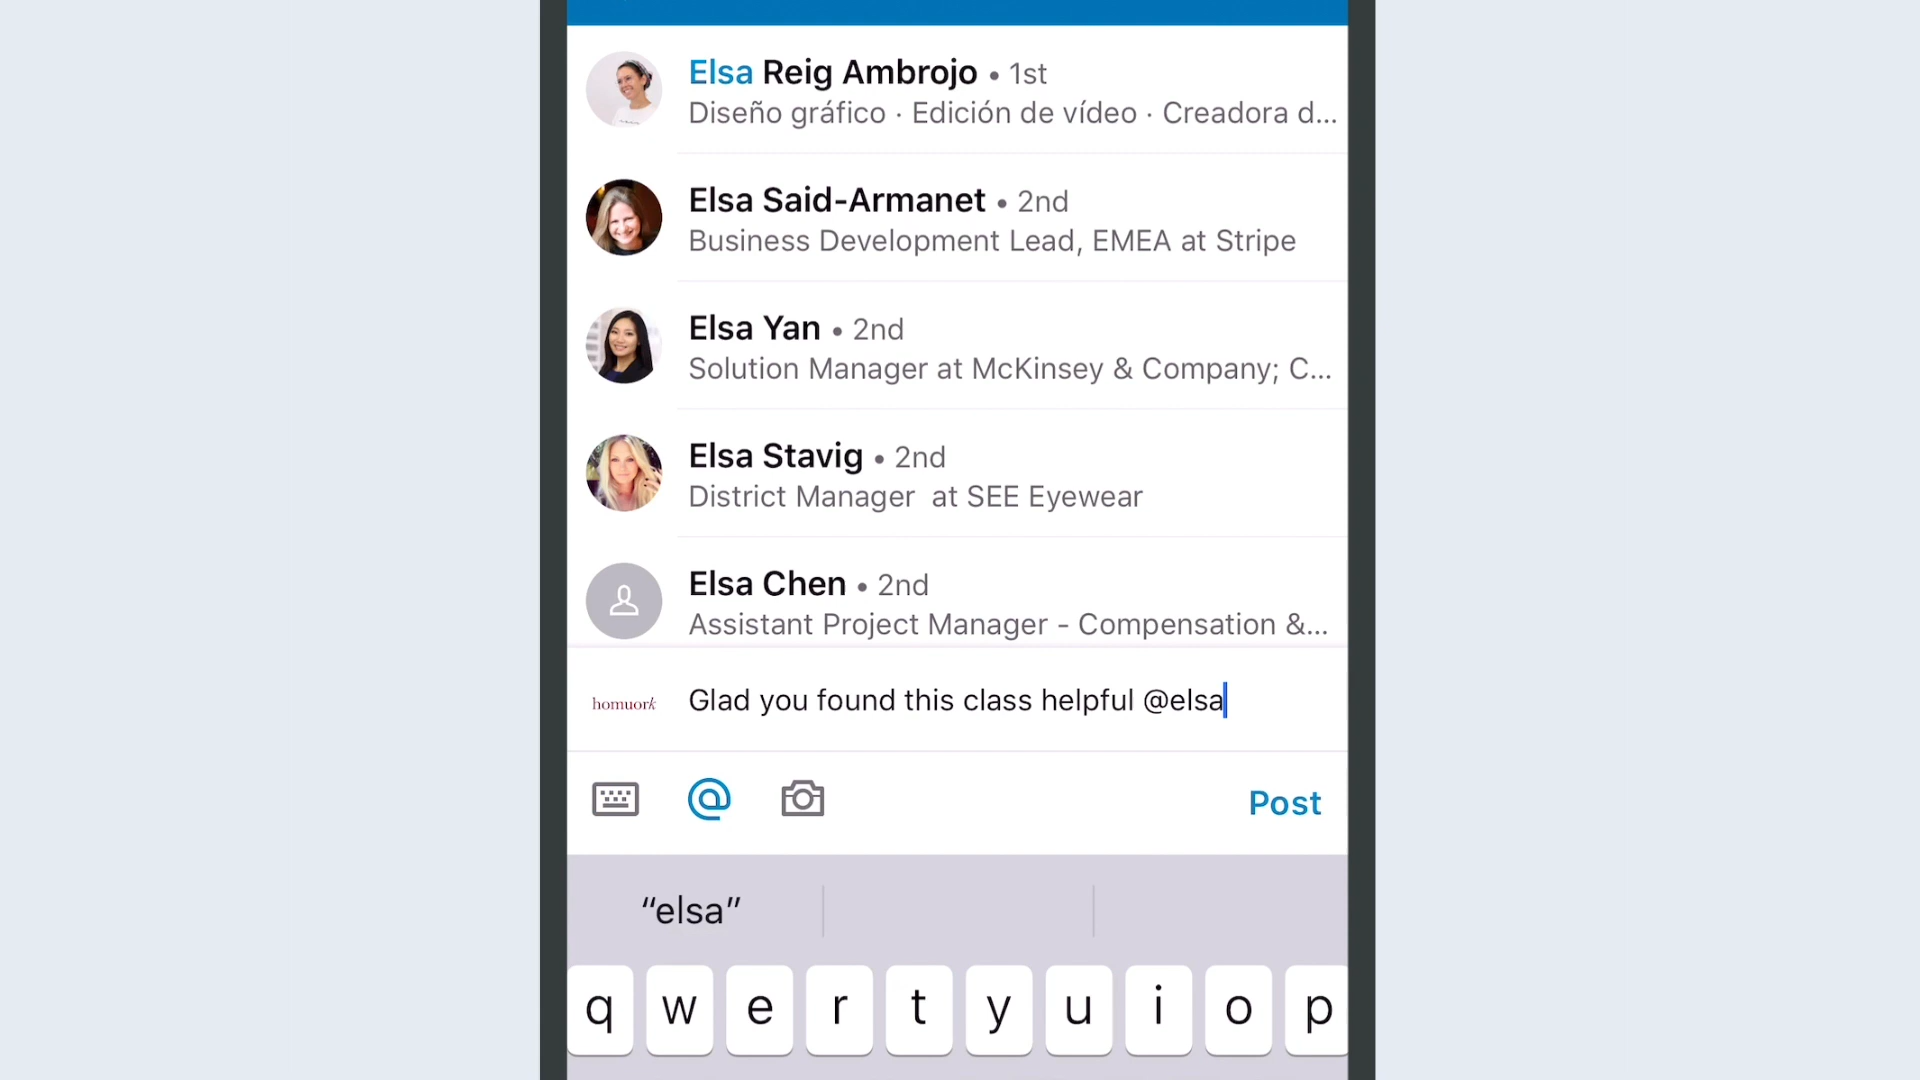 Elsa Reig Ambrojo • 1st
Diseño gráfico · Edición de vídeo · Creadora d...
Elsa Said-Armanet • 2nd
Business Development Lead, EMEA at Stripe
Elsa Yan • 2nd
Solution Manager at McKinsey & Company; C...
Elsa Stavig • 2nd
District Manager  at SEE Eyewear
Elsa Chen • 2nd
Assistant Project Manager - Compensation &...
homuork
Glad you found this class helpful @elsa
@
Post
“elsa”
q w e r t y u i o p